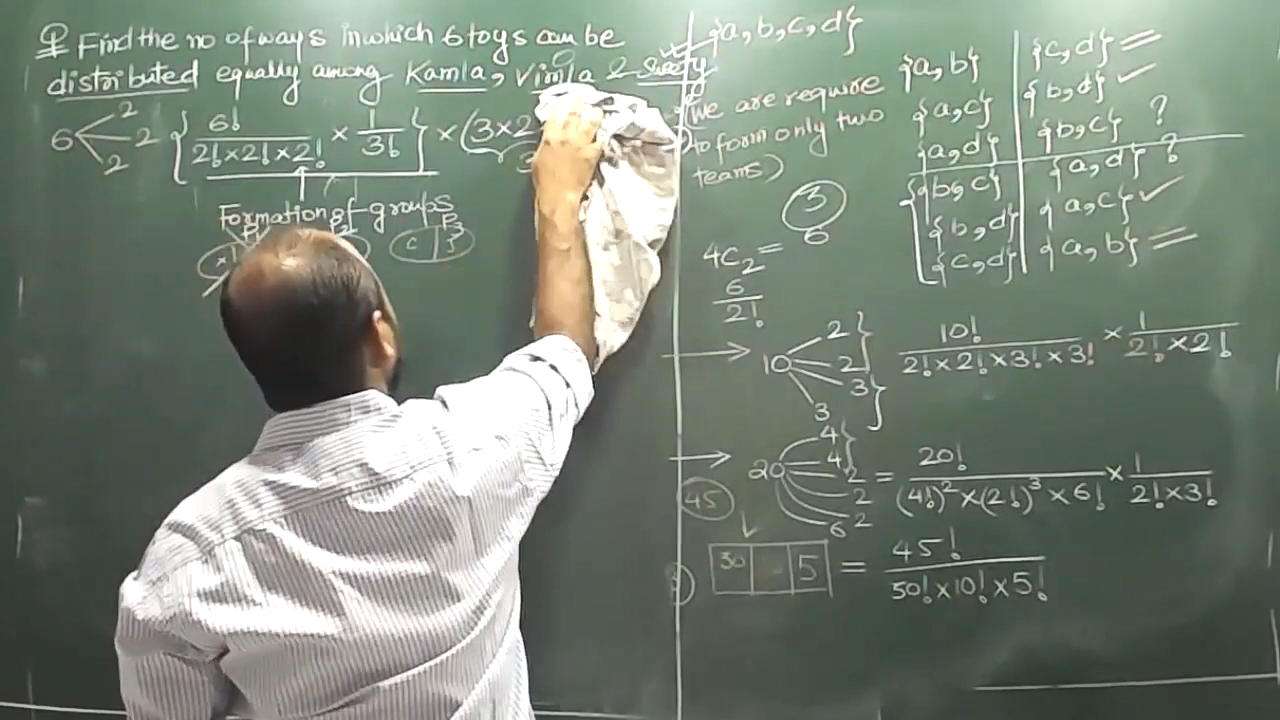 Q Find the no of ways in which 6 toys can be
distributed equally among Kamla, Vimla & Sweety
6 < 2 2 2 { 6! / (2! × 2! × 2!) × 1/3! } × (3×2
3
Formation of groups
c
{a, b, c, d}
we are require
to form only two
teams)
{a, b} {c, d}
{a, c} {b, d} ✓
{a, d} {b, c} ?
{b, c} {a, d} ?
{b, d} {a, c} ✓
{c, d} {a, b}
3
6
4C2 =
6 / 2!
→ 10 2 2 3 3 10! / (2! × 2! × 3! × 3!) × 1 / (2! × 2!)
→ 20 4 4 2 2 2 6 = 20! / ((4!)² × (2!)³ × 6!) × 1 / (2! × 3!)
45
30 5 = 45! / (50! × 10! × 5!)